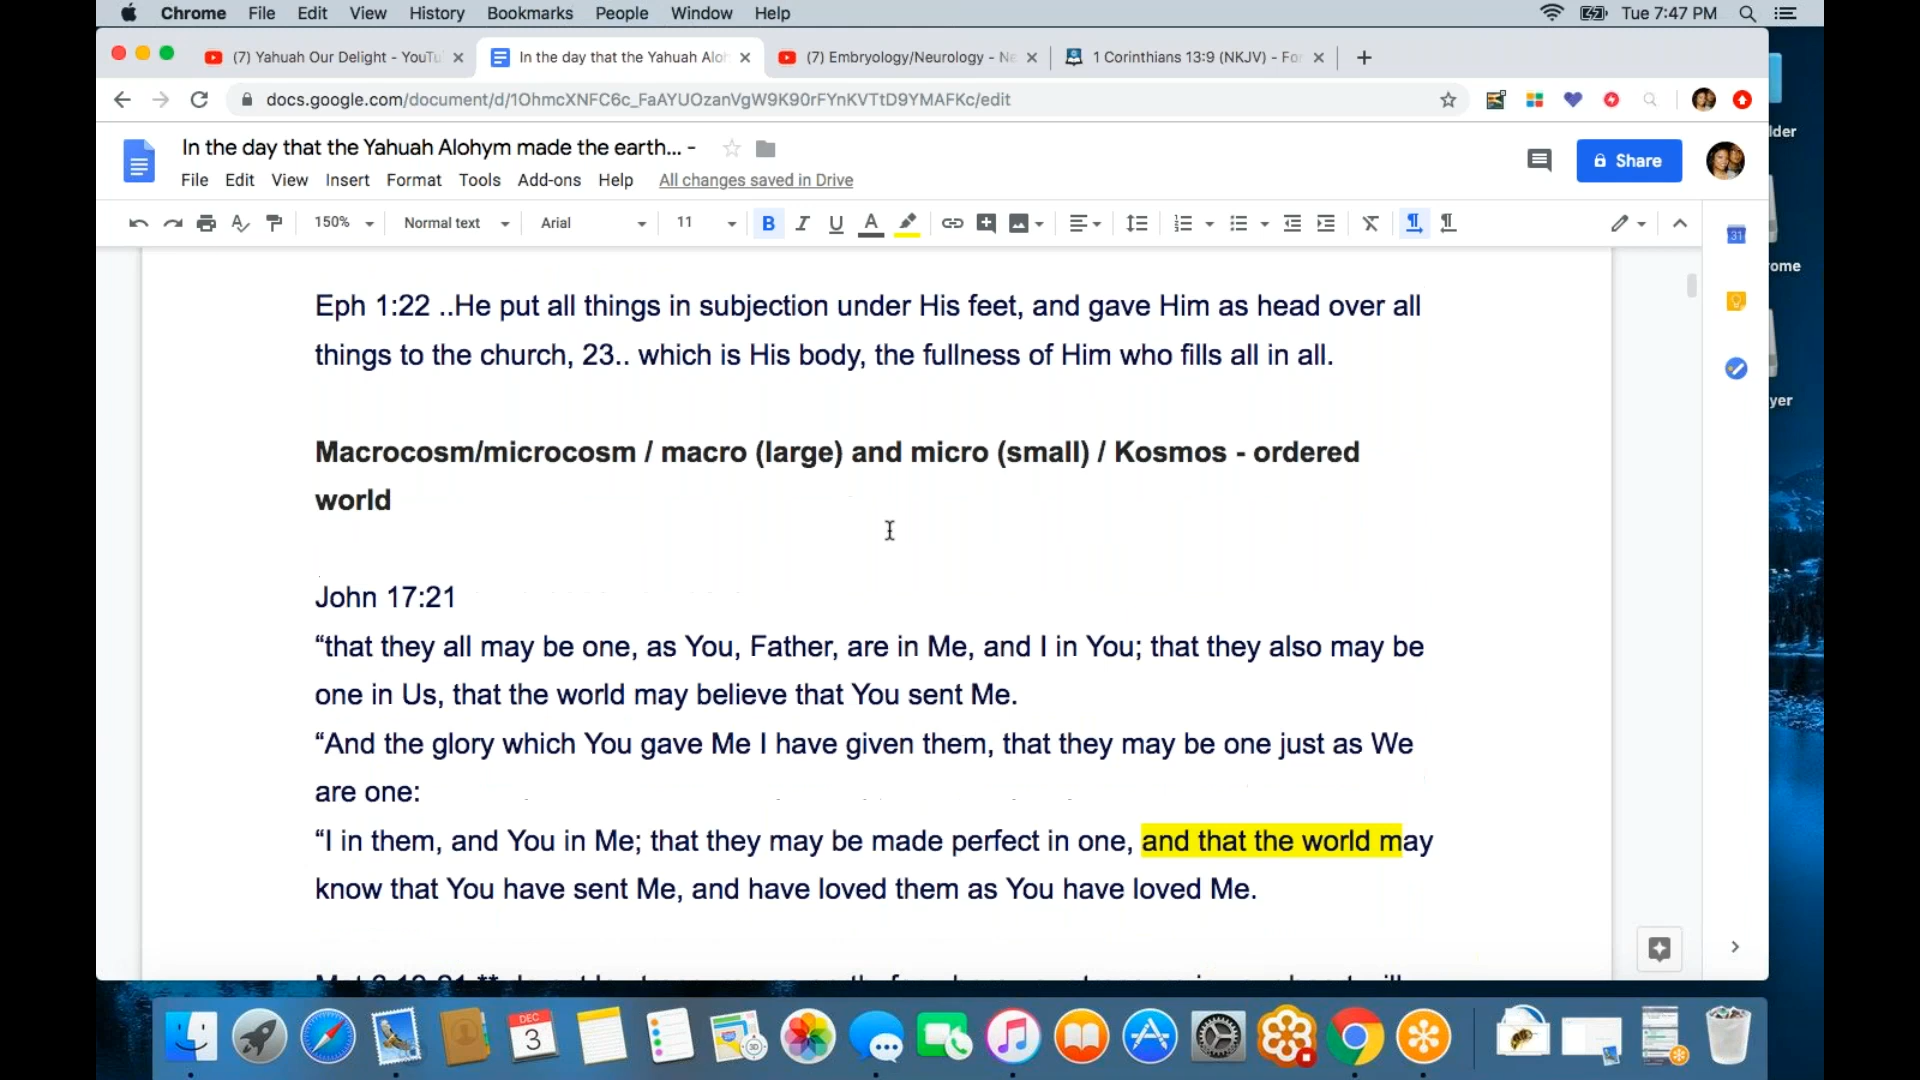 Chrome File Edit View History Bookmarks People Window Help Tue 7:47 PM
(7) Yahuah Our Delight - YouTu In the day that the Yahuah Aloh (7) Embryology/Neurology - Ne 1 Corinthians 13:9 (NKJV) - For
docs.google.com/document/d/1OhmcXNFC6c_FaAYUOzanVgW9K90rFYnKVTtD9YMAFKc/edit
In the day that the Yahuah Alohym made the earth... -
Share
File Edit View Insert Format Tools Add-ons Help All changes saved in Drive
150% Normal text Arial 11
31
Eph 1:22 ..He put all things in subjection under His feet, and gave Him as head over all
things to the church, 23.. which is His body, the fullness of Him who fills all in all.
Macrocosm/microcosm / macro (large) and micro (small) / Kosmos - ordered
world
John 17:21
“that they all may be one, as You, Father, are in Me, and I in You; that they also may be
one in Us, that the world may believe that You sent Me.
“And the glory which You gave Me I have given them, that they may be one just as We
are one:
“I in them, and You in Me; that they may be made perfect in one, and that the world may
know that You have sent Me, and have loved them as You have loved Me.
lder
ome
yer
DEC
3
3D